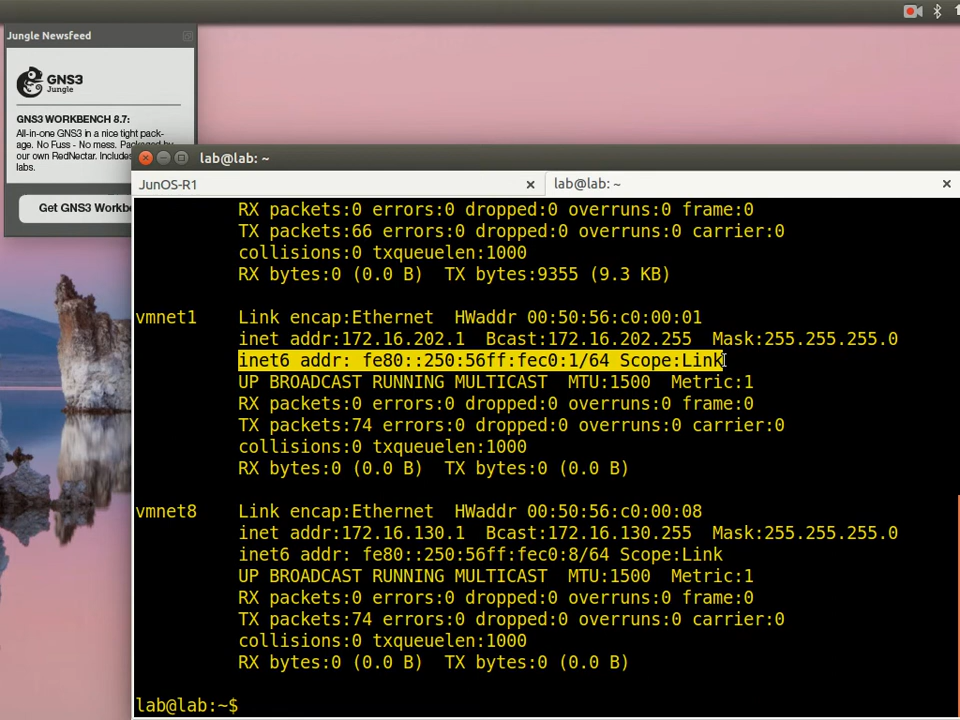 Jungle Newsfeed
GNS3
Jungle
GNS3 WORKBENCH 8.7:
All-in-one GNS3 in a nice tight pack-
age. No Fuss - No mess. Packaged by
our own RedNectar. Includes
labs.
Get GNS3 Workbe
lab@lab: ~
JunOS-R1
lab@lab: ~
RX packets:0 errors:0 dropped:0 overruns:0 frame:0
TX packets:66 errors:0 dropped:0 overruns:0 carrier:0
collisions:0 txqueuelen:1000
RX bytes:0 (0.0 B)  TX bytes:9355 (9.3 KB)
vmnet1    Link encap:Ethernet  HWaddr 00:50:56:c0:00:01
inet addr:172.16.202.1  Bcast:172.16.202.255  Mask:255.255.255.0
inet6 addr: fe80::250:56ff:fec0:1/64 Scope:Link
UP BROADCAST RUNNING MULTICAST  MTU:1500  Metric:1
RX packets:0 errors:0 dropped:0 overruns:0 frame:0
TX packets:74 errors:0 dropped:0 overruns:0 carrier:0
collisions:0 txqueuelen:1000
RX bytes:0 (0.0 B)  TX bytes:0 (0.0 B)
vmnet8    Link encap:Ethernet  HWaddr 00:50:56:c0:00:08
inet addr:172.16.130.1  Bcast:172.16.130.255  Mask:255.255.255.0
inet6 addr: fe80::250:56ff:fec0:8/64 Scope:Link
UP BROADCAST RUNNING MULTICAST  MTU:1500  Metric:1
RX packets:0 errors:0 dropped:0 overruns:0 frame:0
TX packets:74 errors:0 dropped:0 overruns:0 carrier:0
collisions:0 txqueuelen:1000
RX bytes:0 (0.0 B)  TX bytes:0 (0.0 B)
lab@lab:~$